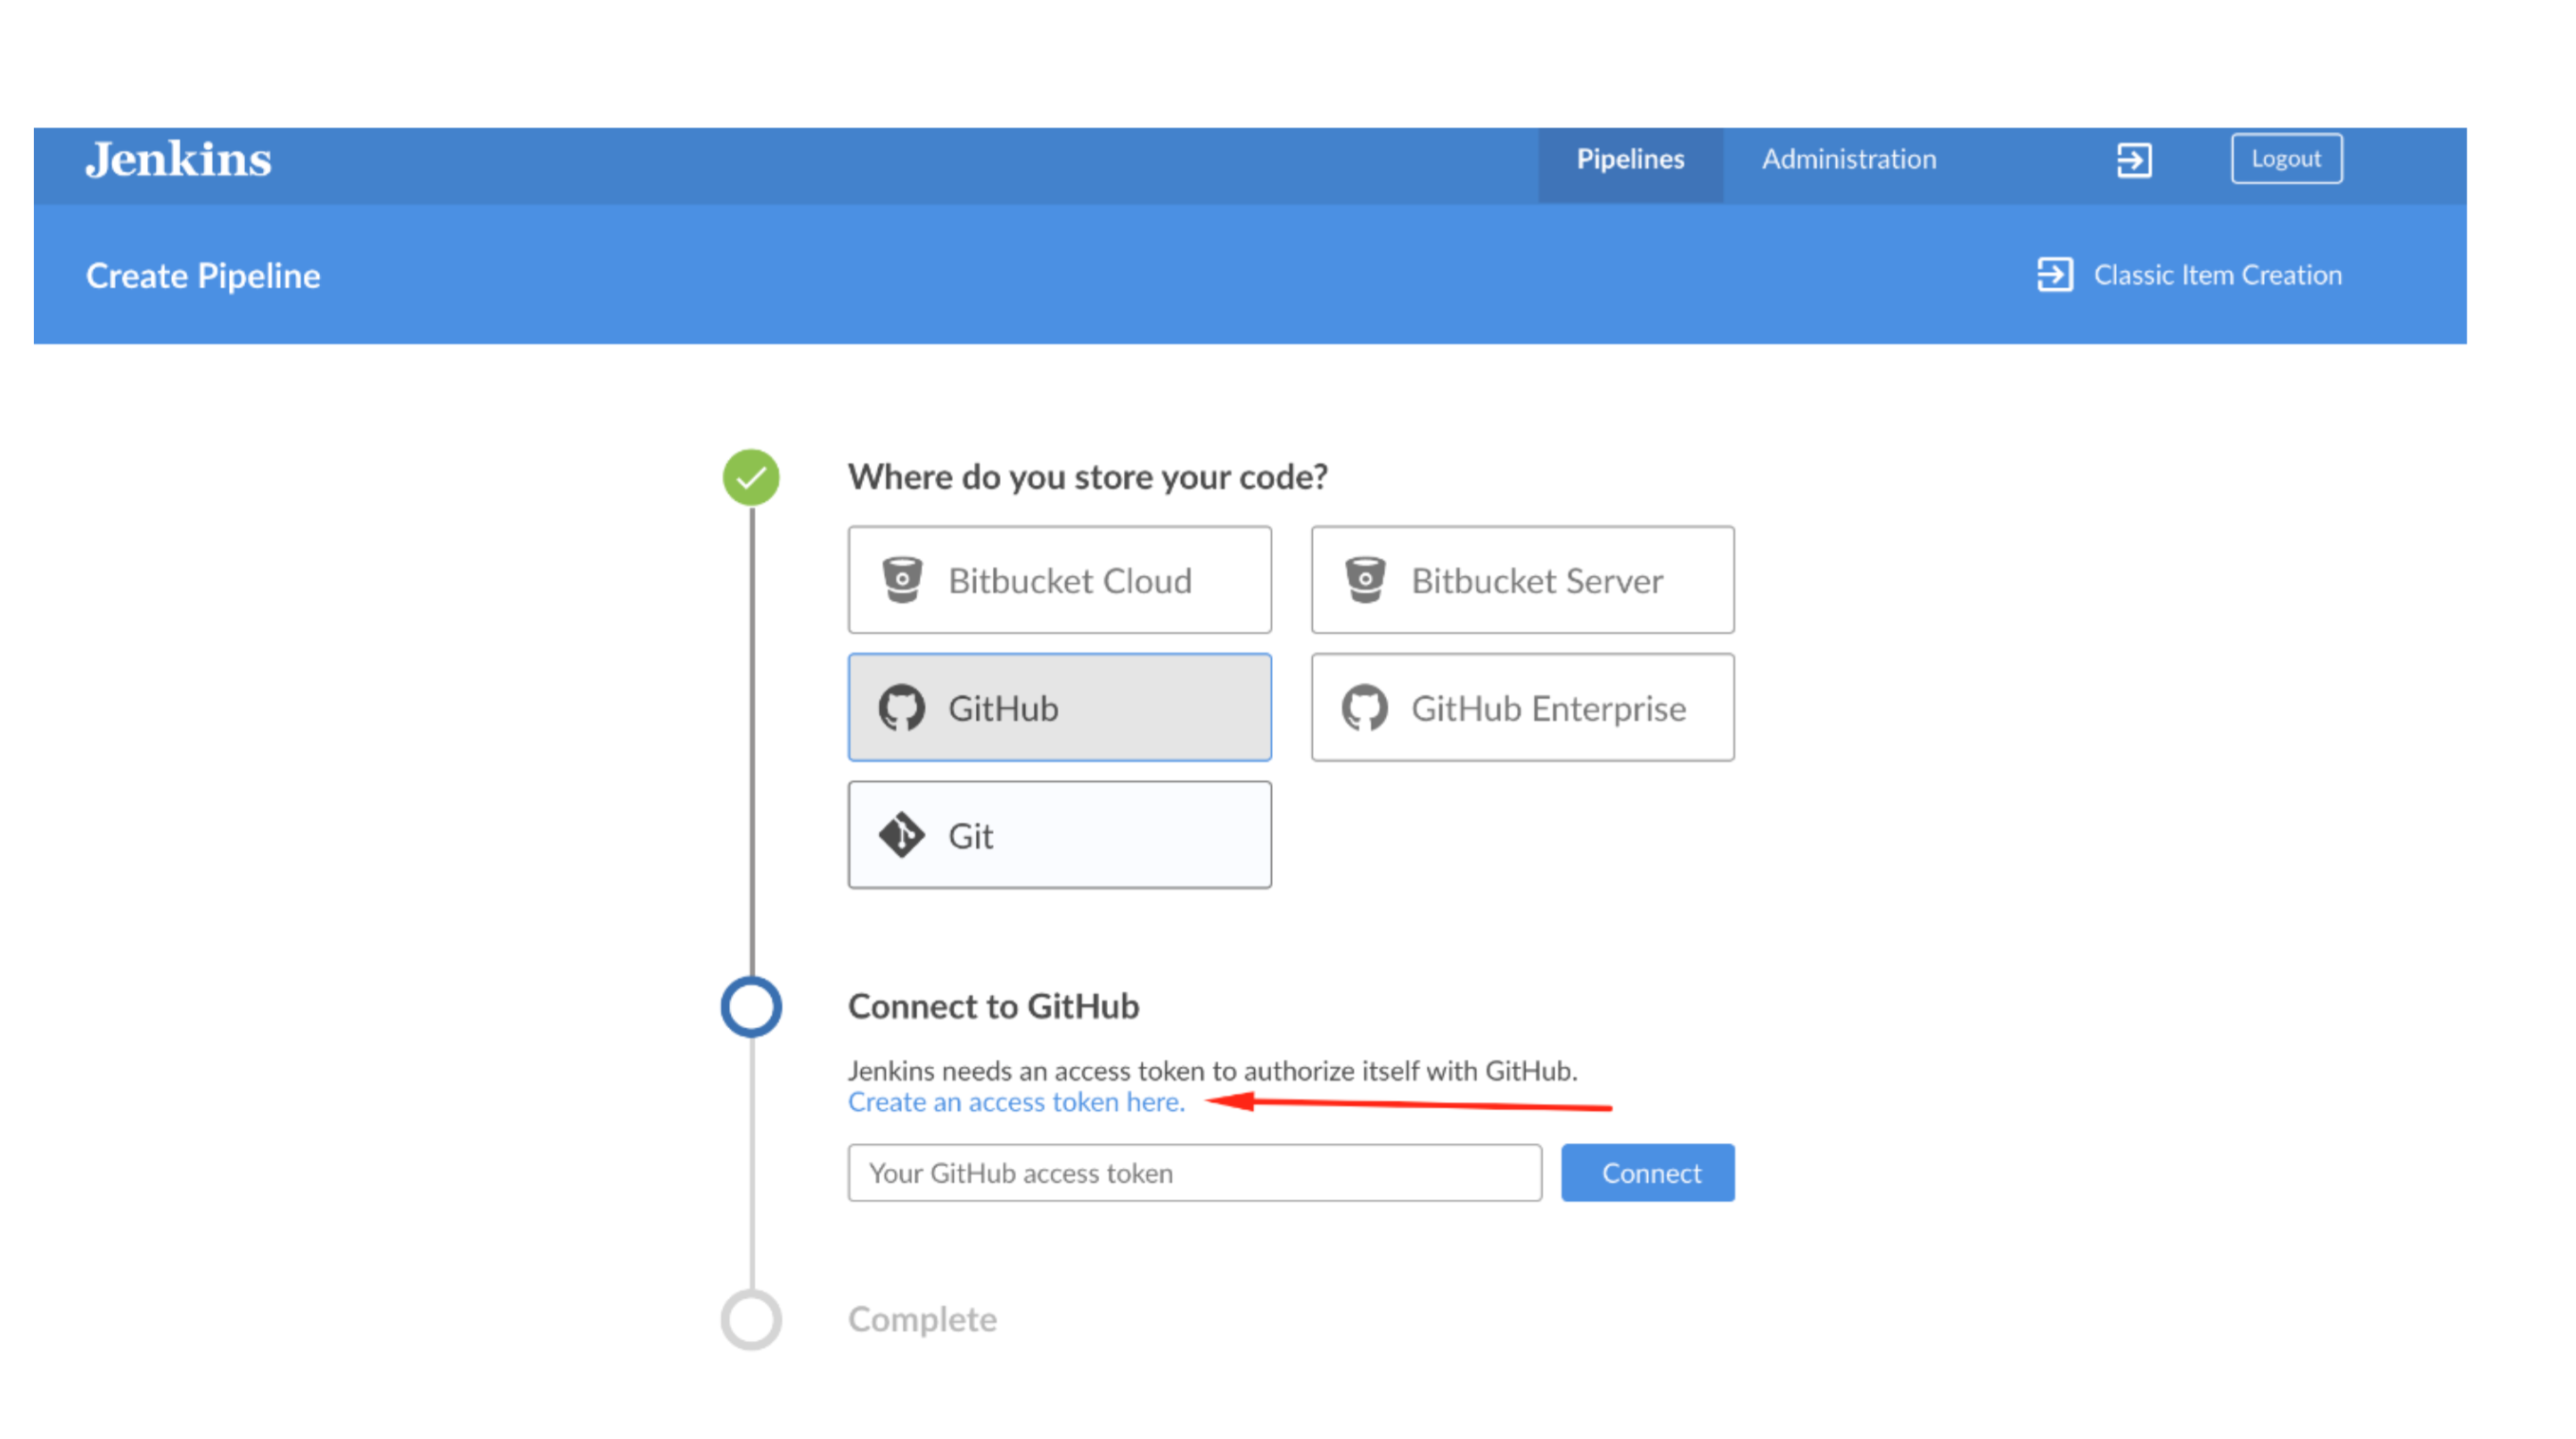 Jenkins
Pipelines
Administration
Logout
Create Pipeline
Classic Item Creation
Where do you store your code?
Bitbucket Cloud
Bitbucket Server
GitHub
GitHub Enterprise
Git
Connect to GitHub
Jenkins needs an access token to authorize itself with GitHub.
Create an access token here.
Your GitHub access token
Connect
Complete